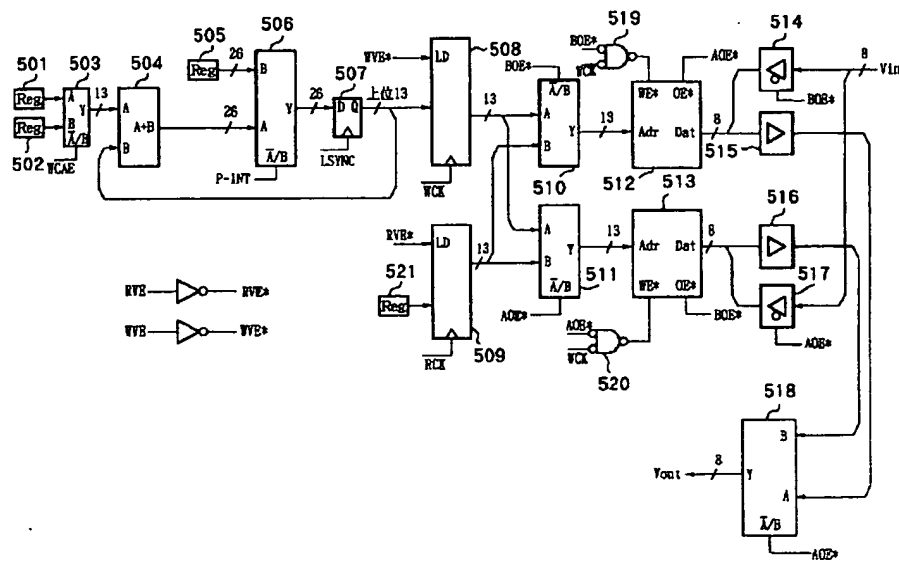 519
514
506
BOE*
505
26
508
WCK
AOE*
8
WVE*
LD
BOE*
Vin
501
503
504
Reg
B
507
A̅/B
WE*
OE*
BOE*
Reg
A
Y
13
A
Y
26
D Q
上位13
13
A
Y
13
Adr
Dat
8
B
A+B
26
A
B
515
Reg
A̅/B
B
A̅/B
LSYNC
510
512
502
WCAE
P-INT
WCK
513
516
RVE*
LD
13
A
Y
13
Adr
Dat
8
521
B
517
RVE
RVE*
Reg
A̅/B
511
WE*
OE*
AOE*
BOE*
WVE
WVE*
509
AOE*
WCK
AOE*
RCK
520
518
B
Vout
8
Y
A
A̅/B
AOE*